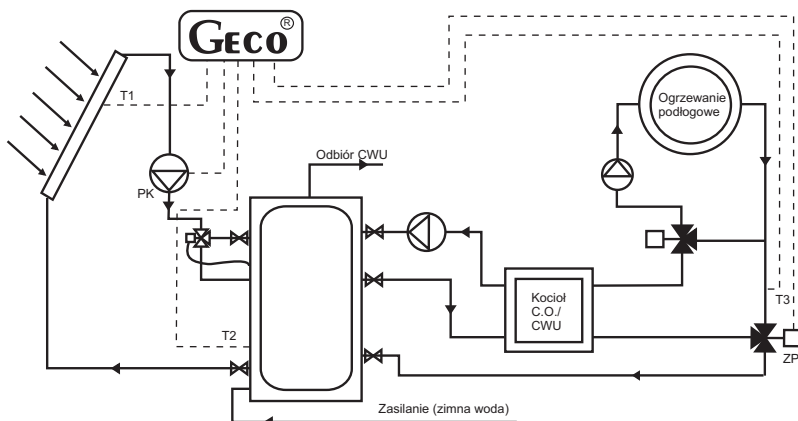 GECO®
T1
Ogrzewanie
podłogowe
Odbiór CWU
PK
Kocioł
C.O./
CWU
T3
T2
ZP
Zasilanie (zimna woda)